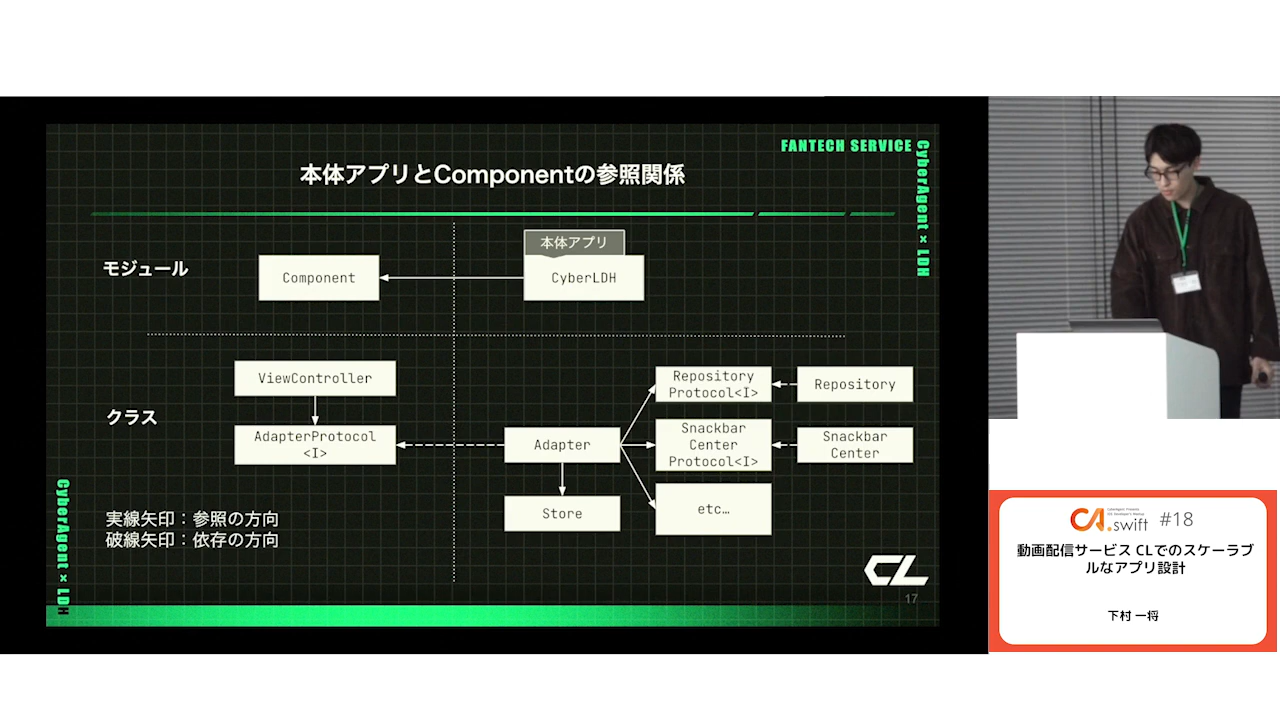 FANTECH SERVICE
CyberAgent × LDH
本体アプリとComponentの参照関係
モジュール
Component
本体アプリ
CyberLDH
クラス
ViewController
AdapterProtocol
<I>
Adapter
Store
Repository
Protocol<I>
Repository
Snackbar
Center
Protocol<I>
Snackbar
Center
etc…
実線矢印：参照の方向
破線矢印：依存の方向
CyberAgent × LDH
CL
17
CA.swift #18
動画配信サービス CLでのスケーラブ
ルなアプリ設計
下村 一将